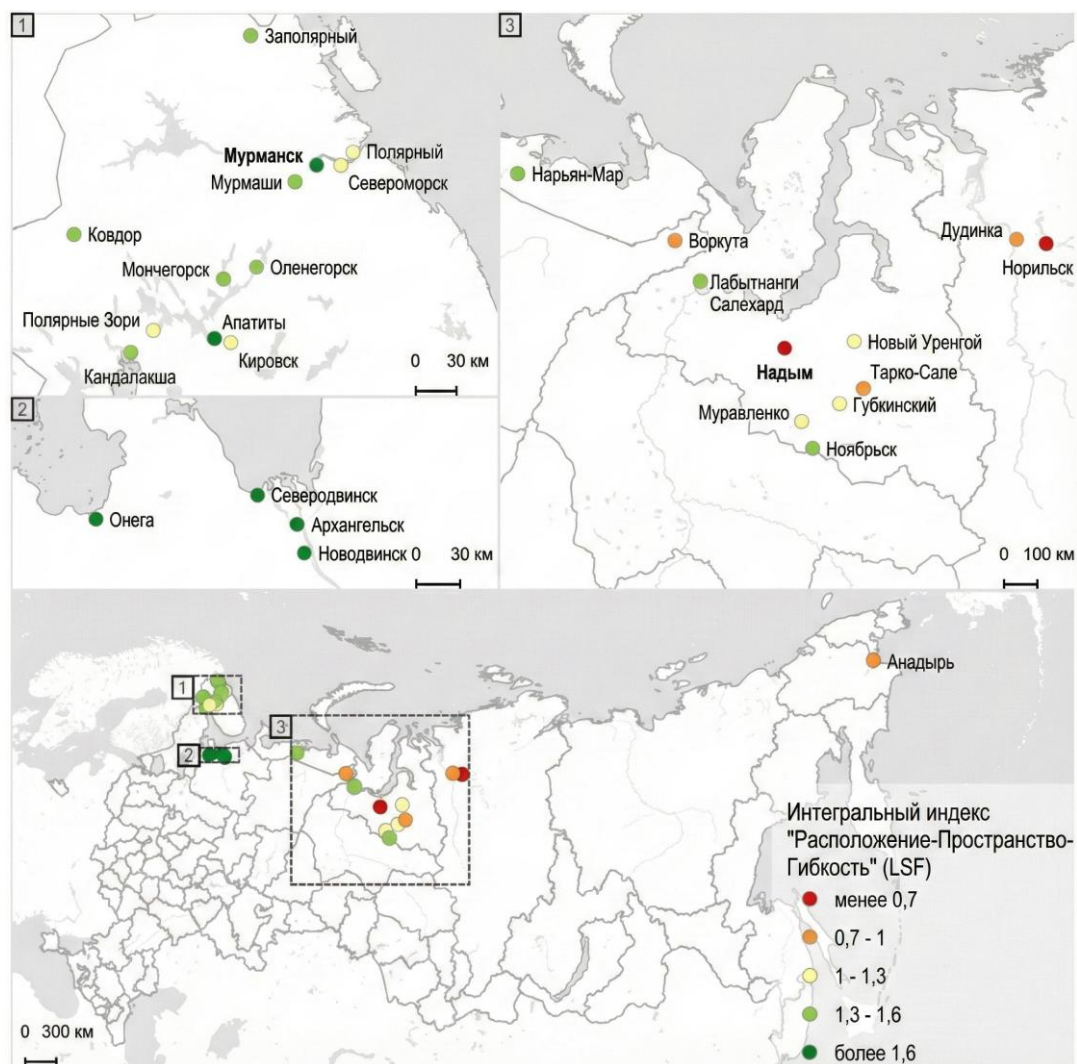 1
Заполярный
Мурманск
Полярный
Мурмаши
Североморск
Ковдор
Мончегорск
Оленегорск
Полярные Зори
Апатиты
Кировск
Кандалакша
0 30 км
2
Северодвинск
Онега
Архангельск
Новодвинск
0 30 км
3
Нарьян-Мар
Воркута
Дудинка
Норильск
Лабытнанги
Салехард
Новый Уренгой
Надым
Тарко-Сале
Губкинский
Муравленко
Ноябрьск
0 100 км
1
2
3
Анадырь
Интегральный индекс
"Расположение-Пространство-
Гибкость" (LSF)
менее 0,7
0,7 - 1
1 - 1,3
1,3 - 1,6
более 1,6
0 300 км